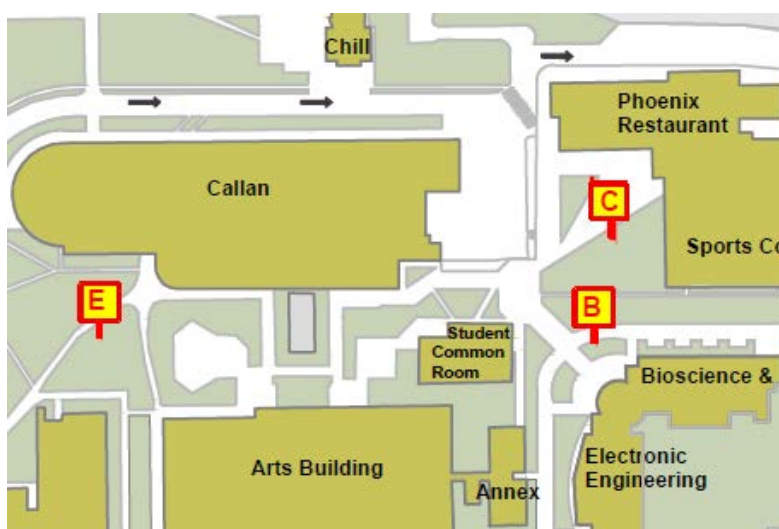 Chill
Phoenix
Restaurant
Callan
C
Sports Co
E
B
Student
Common
Room
Bioscience &
Arts Building
Electronic
Engineering
Annex